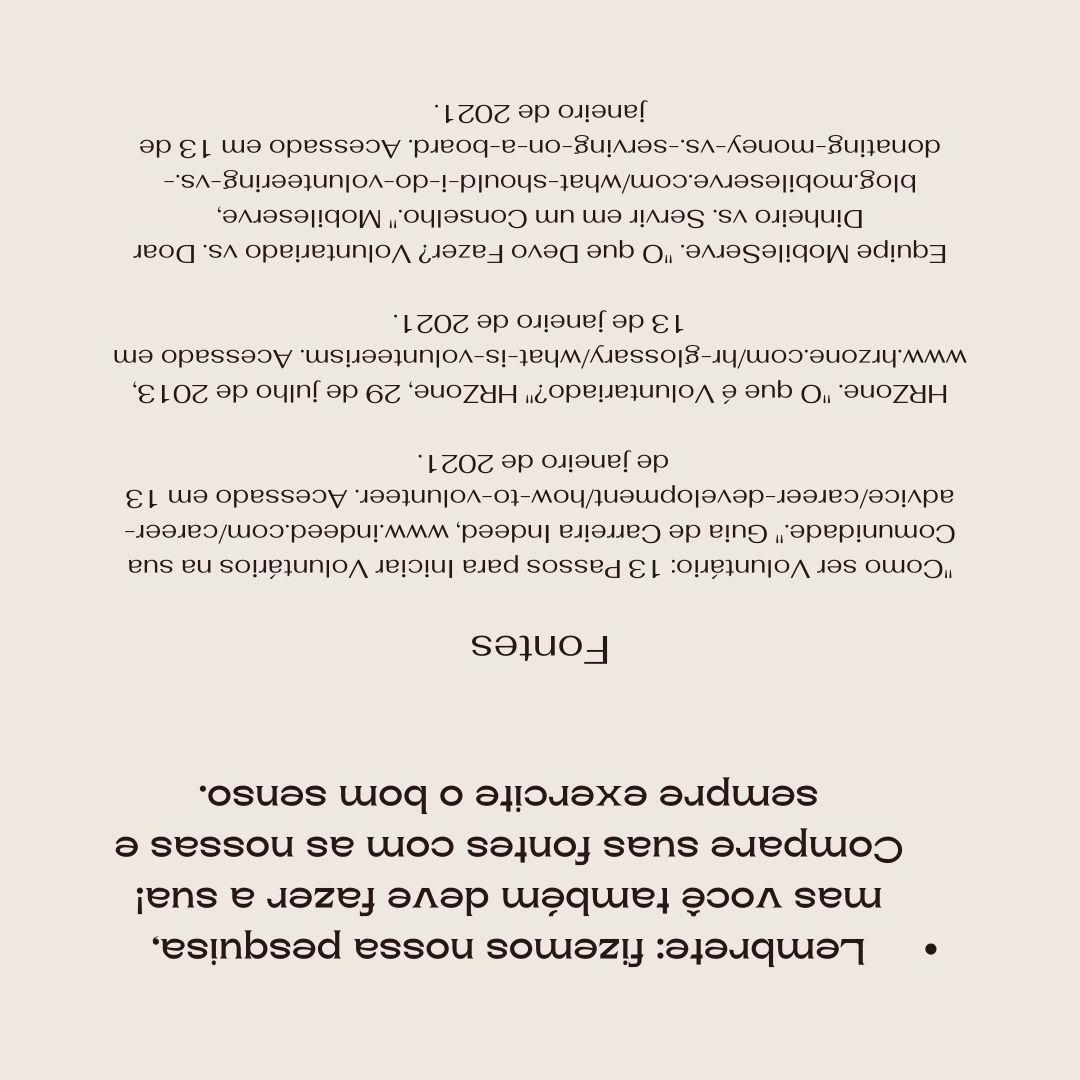 Lembrete: fizemos nossa pesquisa,
mas você também deve fazer a sua!
Compare suas fontes com as nossas e
sempre exercite o bom senso.
Fontes
"Como ser Voluntário: 13 Passos para Iniciar Voluntários na sua
Comunidade." Guia de Carreira Indeed, www.indeed.com/career-
advice/career-development/how-to-volunteer. Acessado em 13
de janeiro de 2021.
HRZone. "O que é Voluntariado?" HRZone, 29 de julho de 2013,
www.hrzone.com/hr-glossary/what-is-volunteerism. Acessado em
13 de janeiro de 2021.
Equipe MobileServe. "O que Devo Fazer? Voluntariado vs. Doar
Dinheiro vs. Servir em um Conselho." Mobileserve,
blog.mobileserve.com/what-should-i-do-volunteering-vs.-
donating-money-vs.-serving-on-a-board. Acessado em 13 de
janeiro de 2021.